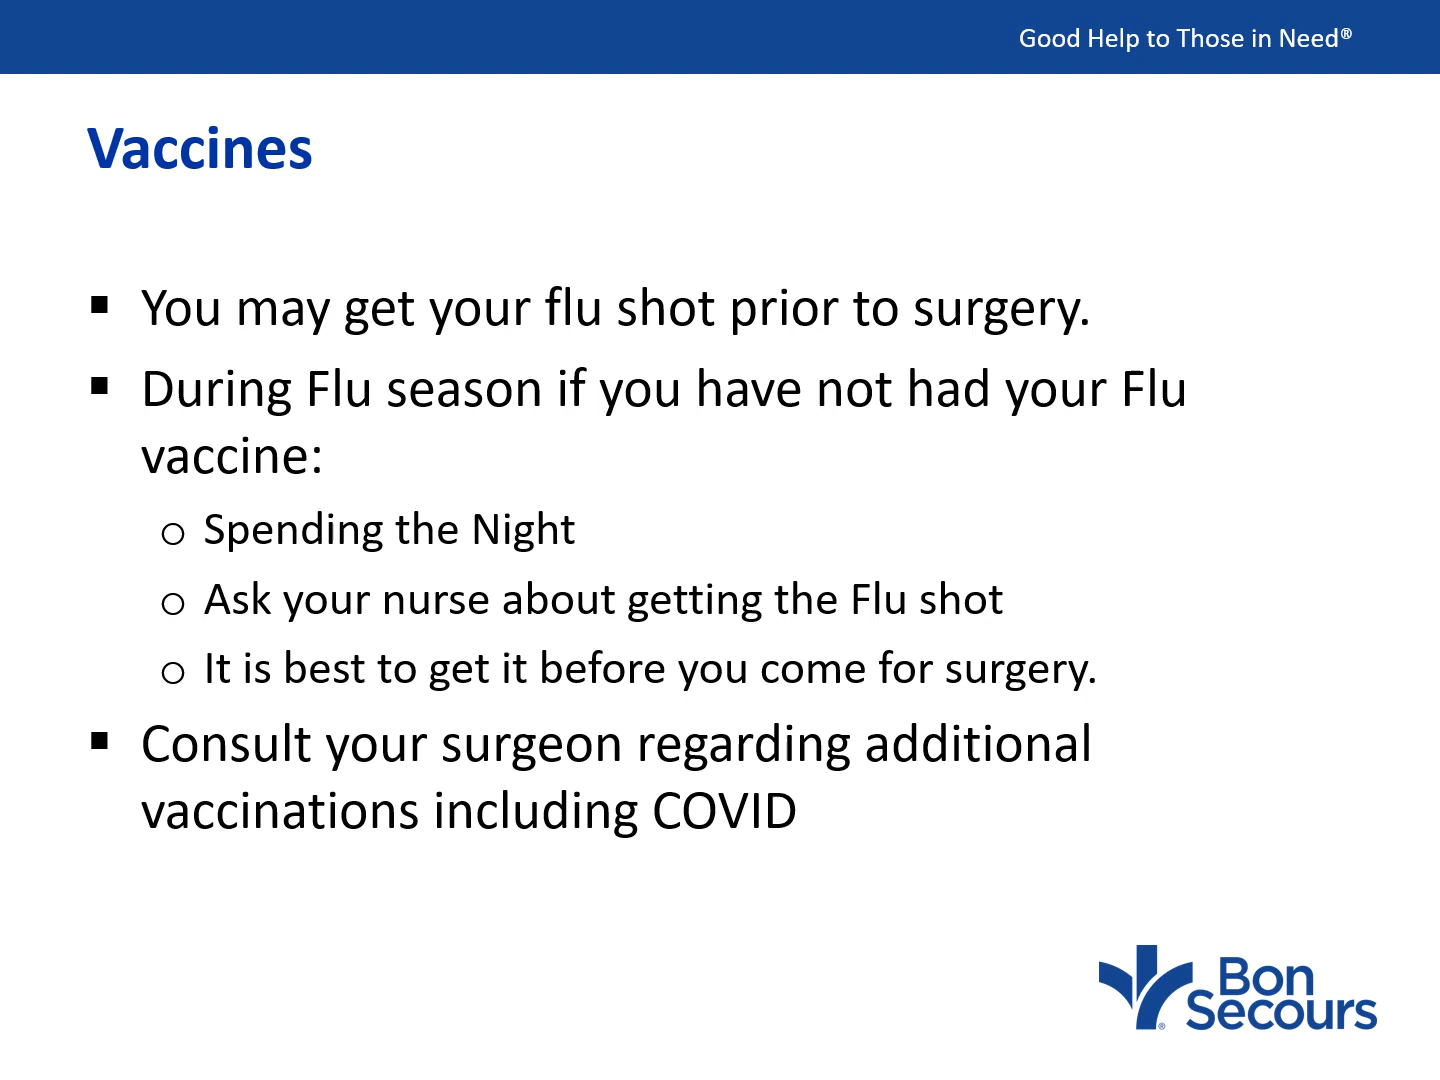 Good Help to Those in Need®
Vaccines
▪ You may get your flu shot prior to surgery.
▪ During Flu season if you have not had your Flu
vaccine:
o Spending the Night
o Ask your nurse about getting the Flu shot
o It is best to get it before you come for surgery.
▪ Consult your surgeon regarding additional
vaccinations including COVID
Bon
Secours
®